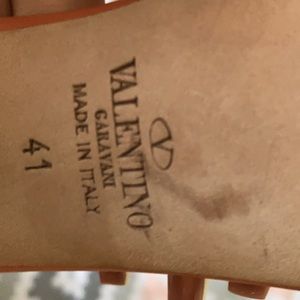 VALENTINO
GARAVANI
MADE IN ITALY
41